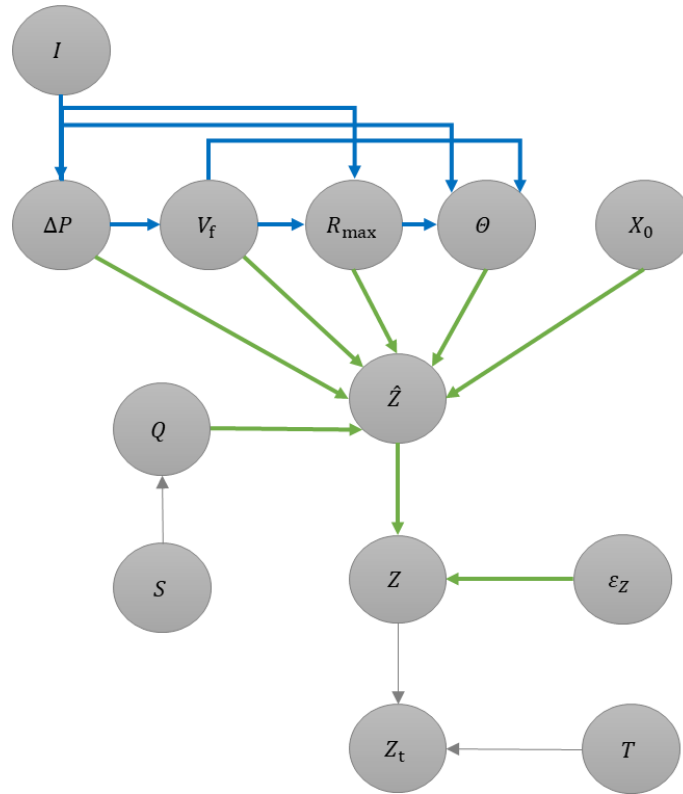 I
ΔP
V_f
R_max
Θ
X_0
Ẑ
Q
S
Z
ε_Z
Z_t
T